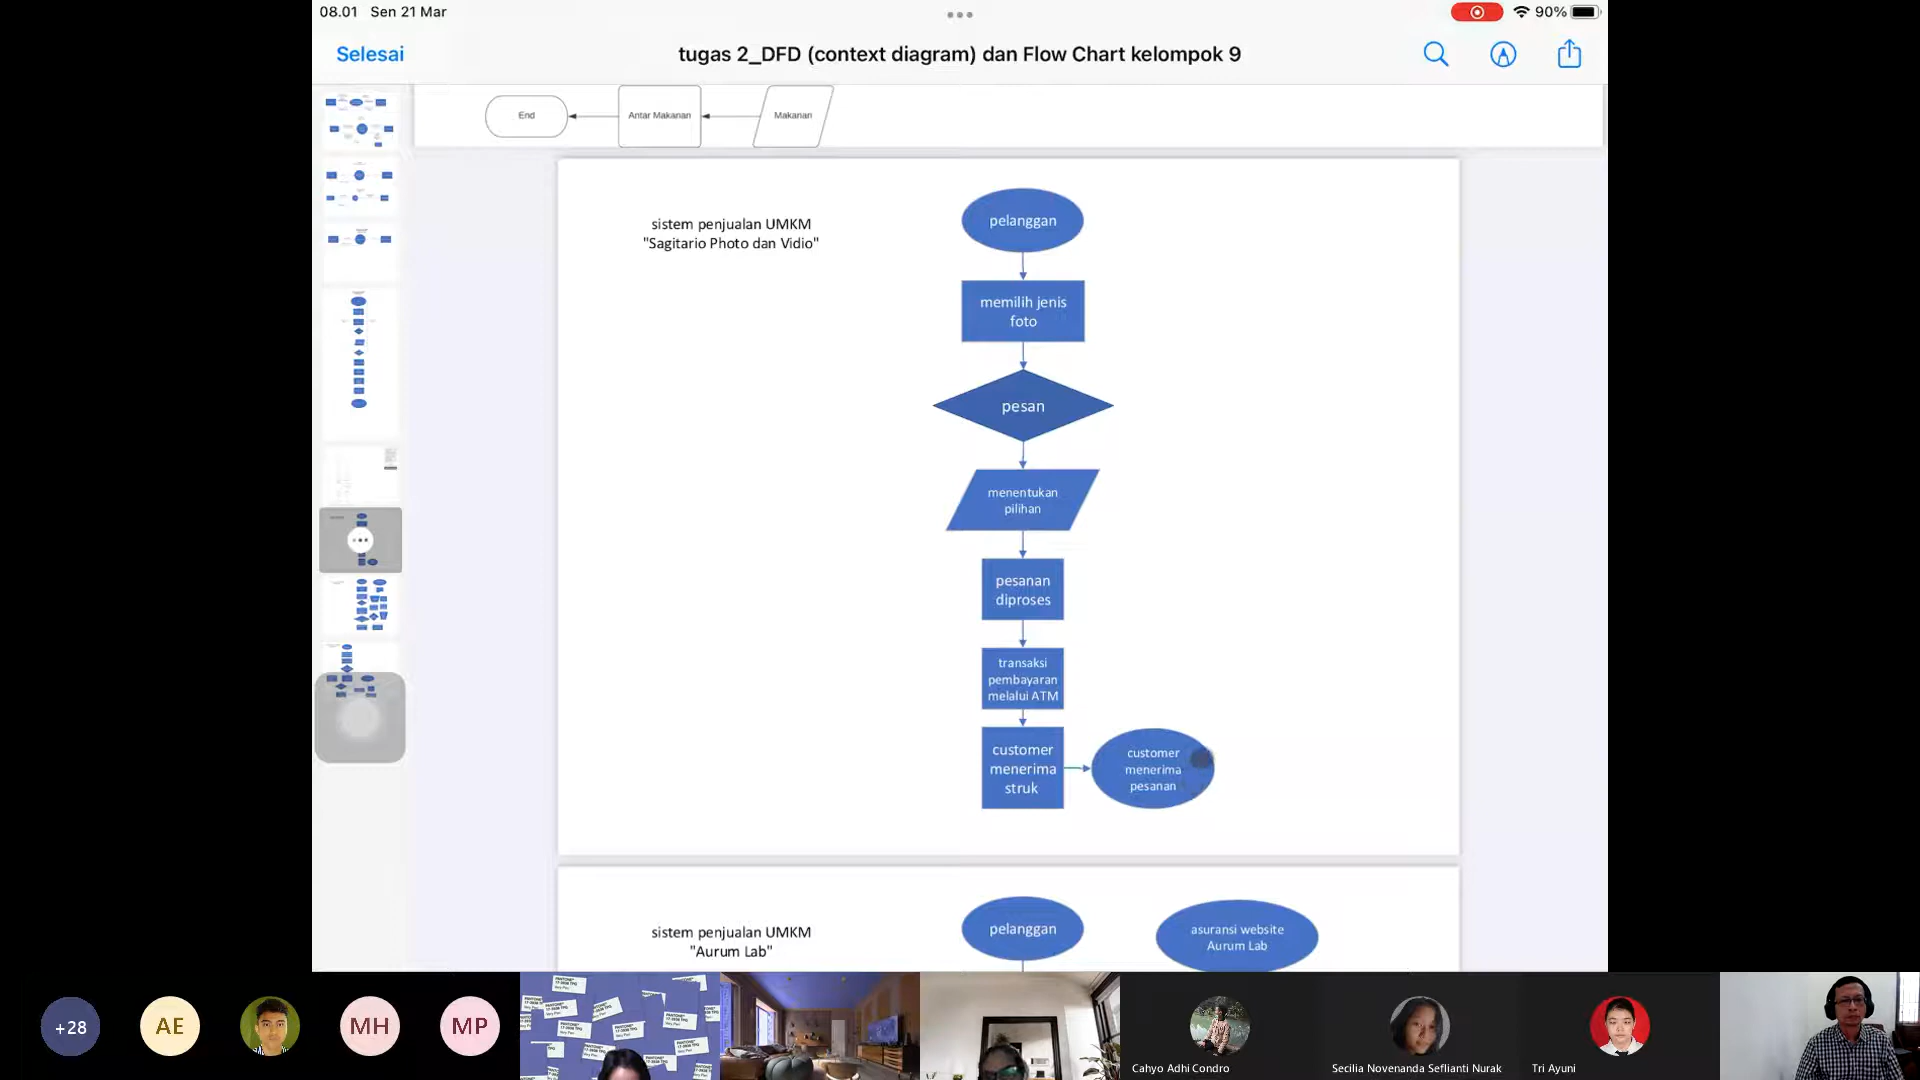 08.01 Sen 21 Mar
90%
Selesai
tugas 2_DFD (context diagram) dan Flow Chart kelompok 9
End
Antar Makanan
Makanan
sistem penjualan UMKM
"Sagitario Photo dan Vidio"
pelanggan
memilih jenis
foto
pesan
menentukan
pilihan
pesanan
diproses
transaksi
pembayaran
melalui ATM
customer
menerima
struk
customer
menerima
pesanan
sistem penjualan UMKM
"Aurum Lab"
pelanggan
asuransi website
Aurum Lab
+28
AE
MH
MP
Cahyo Adhi Condro
Secilia Novenanda Seflianti Nurak
Tri Ayuni